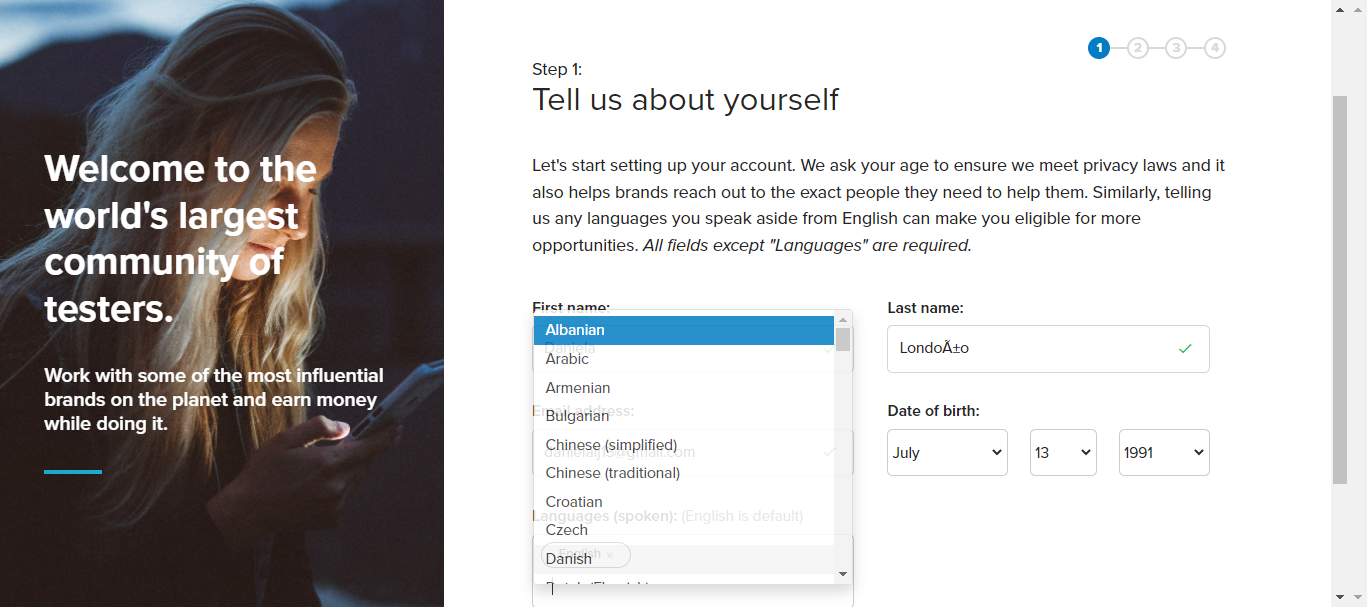 Welcome to the
world's largest
community of
testers.
Work with some of the most influential
brands on the planet and earn money
while doing it.
1 2 3 4
Step 1:
Tell us about yourself
Let's start setting up your account. We ask your age to ensure we meet privacy laws and it
also helps brands reach out to the exact people they need to help them. Similarly, telling
us any languages you speak aside from English can make you eligible for more
opportunities. All fields except "Languages" are required.
First name:
Daniela
Last name:
LondoÃ±o
Email address:
Date of birth:
July 13 1991
Languages (spoken): (English is default)
English ×
Albanian
Arabic
Armenian
Bulgarian
Chinese (simplified)
Chinese (traditional)
Croatian
Czech
Danish